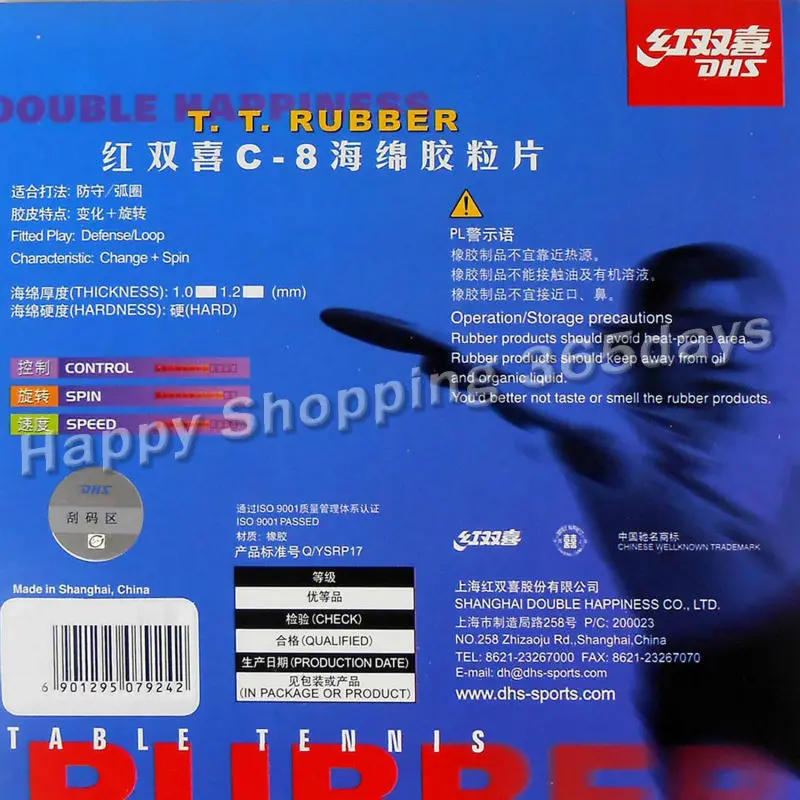 红双喜
DHS
DOUBLE HAPPINESS
T. T. RUBBER
红双喜C-8海绵胶粒片
适合打法: 防守/弧圈
胶皮特点: 变化+旋转
Fitted Play: Defense/Loop
Characteristic: Change + Spin
海绵厚度(THICKNESS): 1.0 1.2 (mm)
海绵硬度(HARDNESS): 硬(HARD)
控制 CONTROL
旋转 SPIN
速度 SPEED
PL警示语
橡胶制品不宜靠近热源。
橡胶制品不能接触油及有机溶液。
橡胶制品不宜接近口、鼻。
Operation/Storage precautions
Rubber products should avoid heat-prone area.
Rubber products should keep away from oil
and organic liquid.
You'd better not taste or smell the rubber products.
Happy Shopping 365days
DHS
刮码区
通过ISO 9001质量管理体系认证
ISO 9001 PASSED
材质: 橡胶
产品标准号 Q/YSRP17
等级
优等品
检验(CHECK)
合格(QUALIFIED)
生产日期(PRODUCTION DATE)
见包装或产品
(IN PACKAGE OR PRODUCT)
Made in Shanghai, China
6 901295 079242
红双喜
DHS
囍
中国驰名商标
CHINESE WELLKNOWN TRADEMARK
上海红双喜股份有限公司
SHANGHAI DOUBLE HAPPINESS CO., LTD.
上海市制造局路258号 P/C: 200023
NO.258 Zhizaoju Rd.,Shanghai,China
TEL: 8621-23267000 FAX: 8621-23267070
E-mail: dh@dhs-sports.com
www.dhs-sports.com
TABLE TENNIS
RUBBER